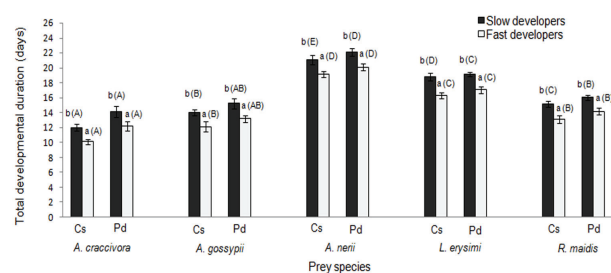 Slow developers
Fast developers
Total developmental duration (days)
26
24
22
20
18
16
14
12
10
8
6
4
2
0
b (A) a (A) b (A) a (A)
b (B) a (B) b (AB) a (AB)
b (E) a (D) b (D) a (D)
b (D) a (C) b (C) a (C)
b (C) a (B) b (B) a (B)
Cs Pd Cs Pd Cs Pd Cs Pd Cs Pd
A. craccivora A. gossypii A. nerii L. erysimi R. maidis
Prey species